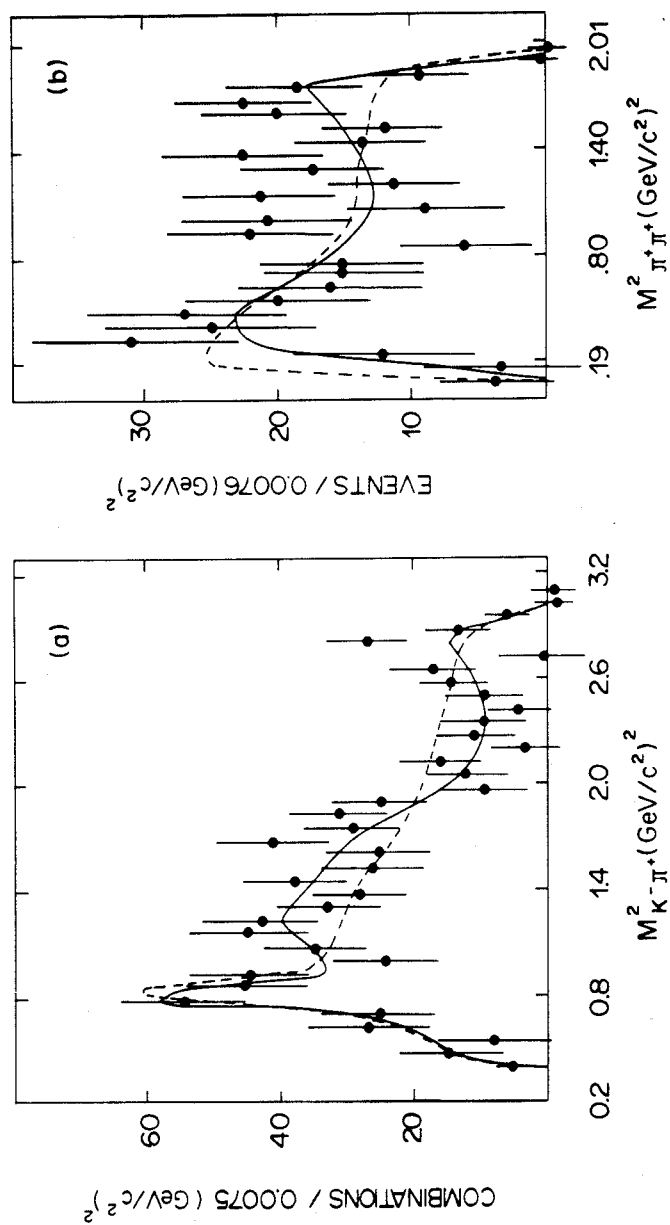 (a)
COMBINATIONS / 0.0075 (GeV/c²)²
60
40
20
0.2
0.8
1.4
2.0
2.6
3.2
M²K⁻π⁺(GeV/c²)²
(b)
EVENTS / 0.0076 (GeV/c²)²
30
20
10
.19
.80
1.40
2.01
M²π⁺π⁺(GeV/c²)²